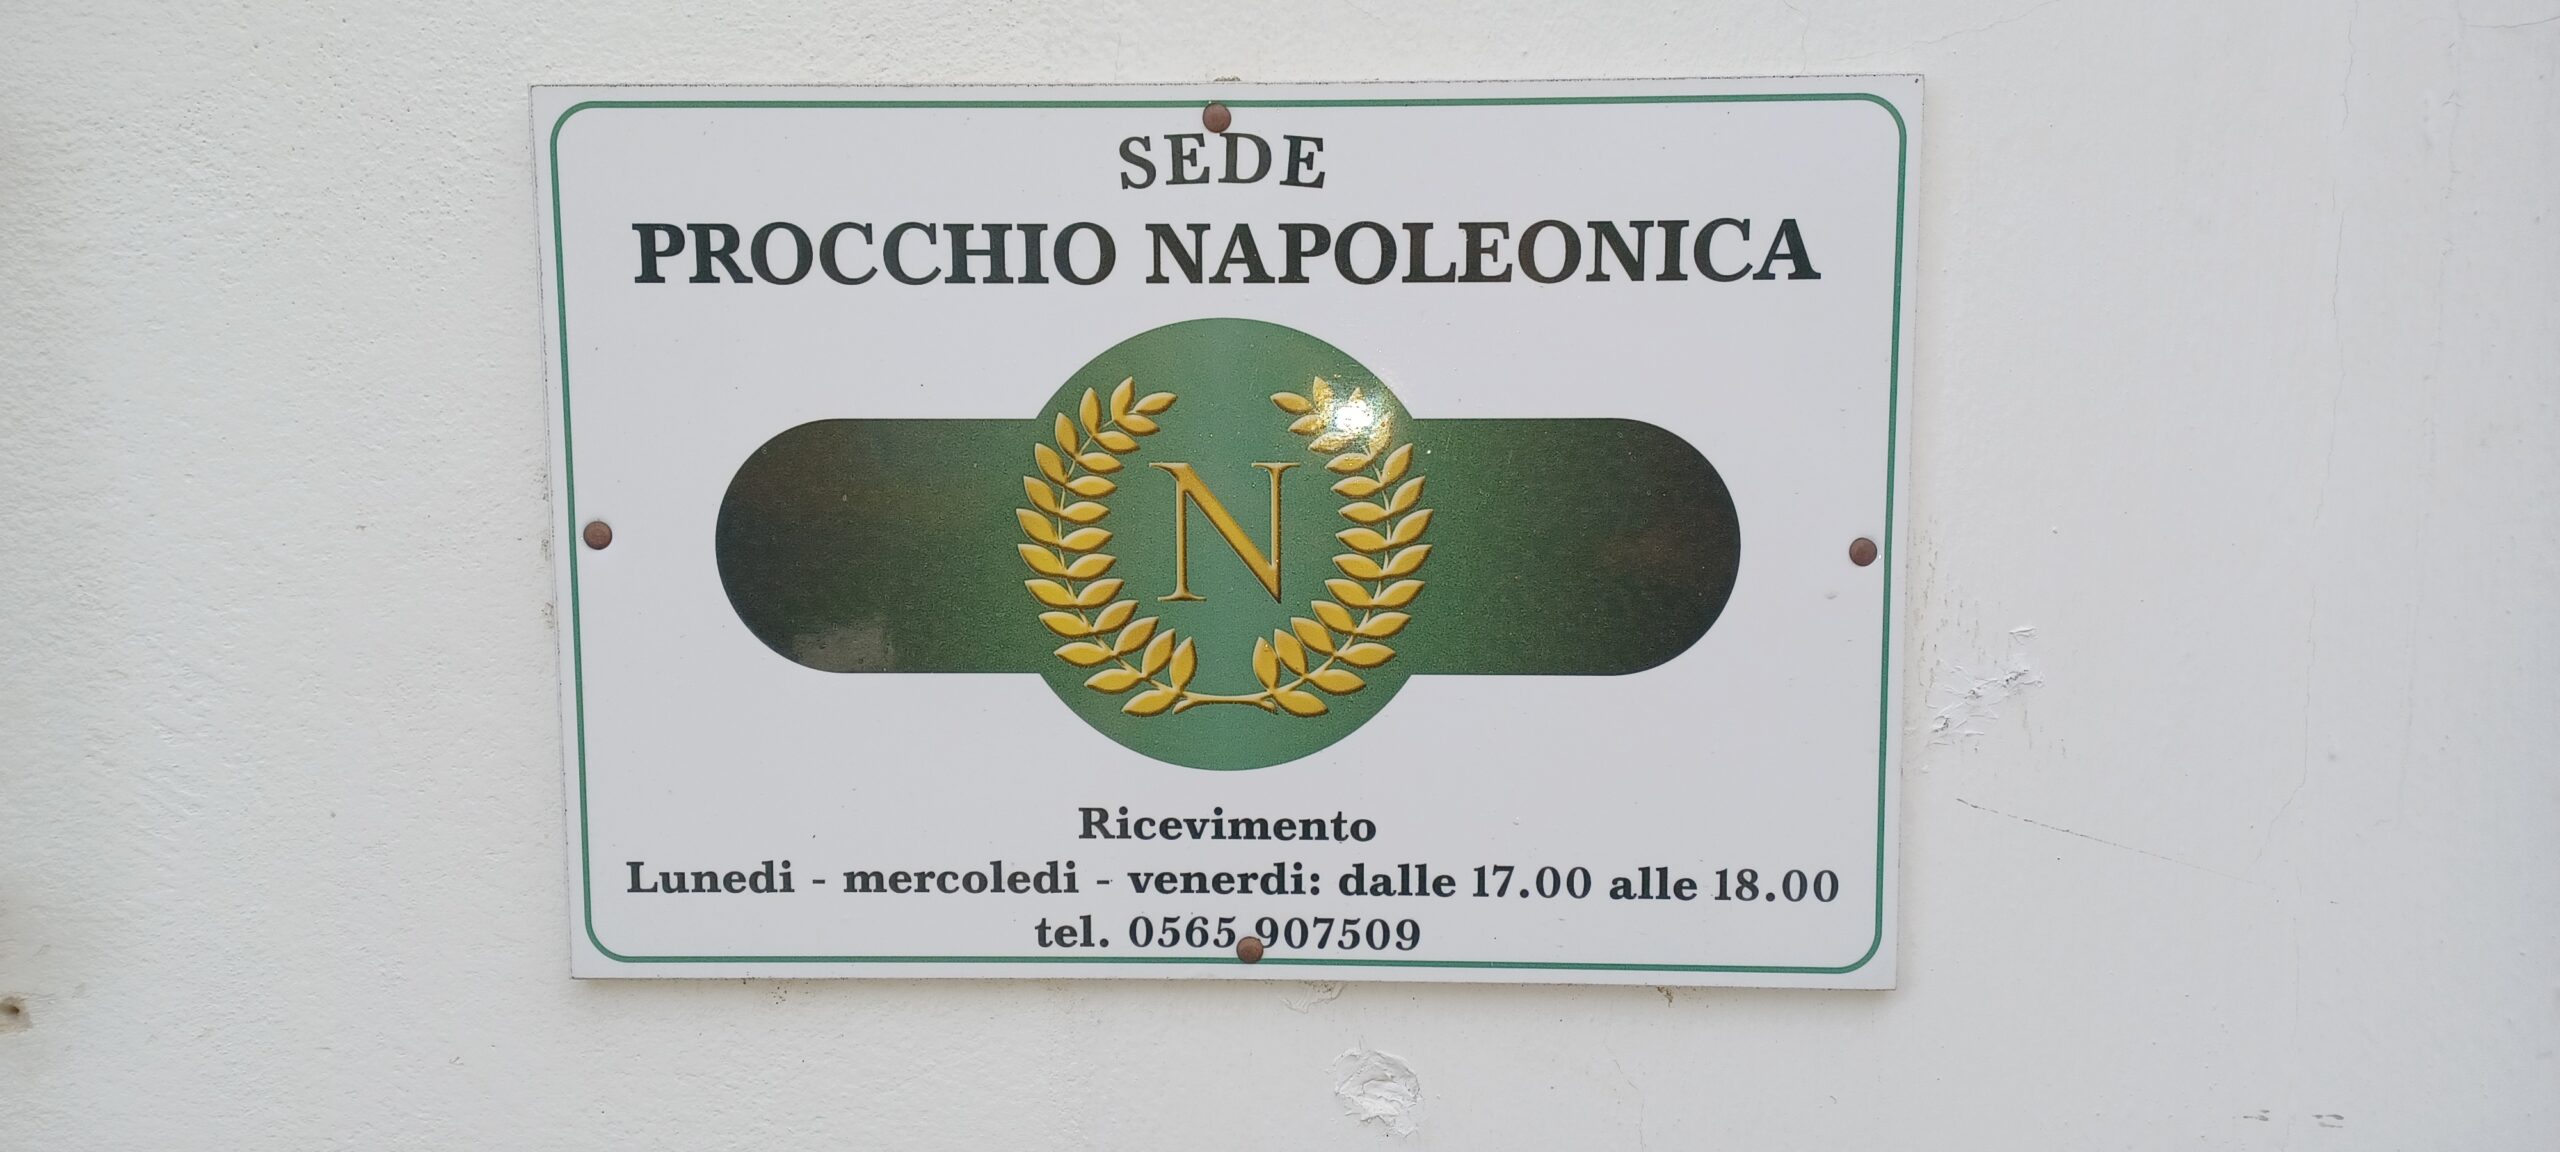 SEDE
PROCCHIO NAPOLEONICA
N
Ricevimento
Lunedi - mercoledi - venerdi: dalle 17.00 alle 18.00
tel. 0565 907509